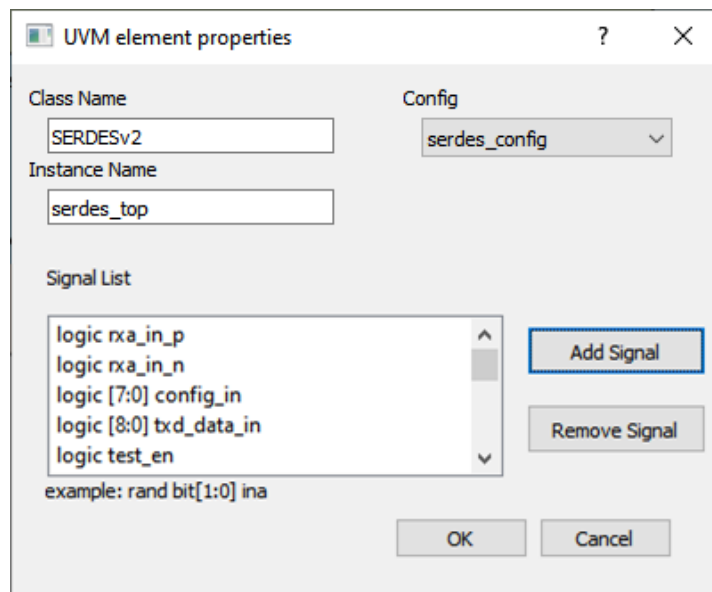 UVM element properties
?
Class Name
Config
SERDESv2
serdes_config
Instance Name
serdes_top
Signal List
logic rxa_in_p
logic rxa_in_n
logic [7:0] config_in
logic [8:0] txd_data_in
logic test_en
Add Signal
Remove Signal
example: rand bit[1:0] ina
OK
Cancel